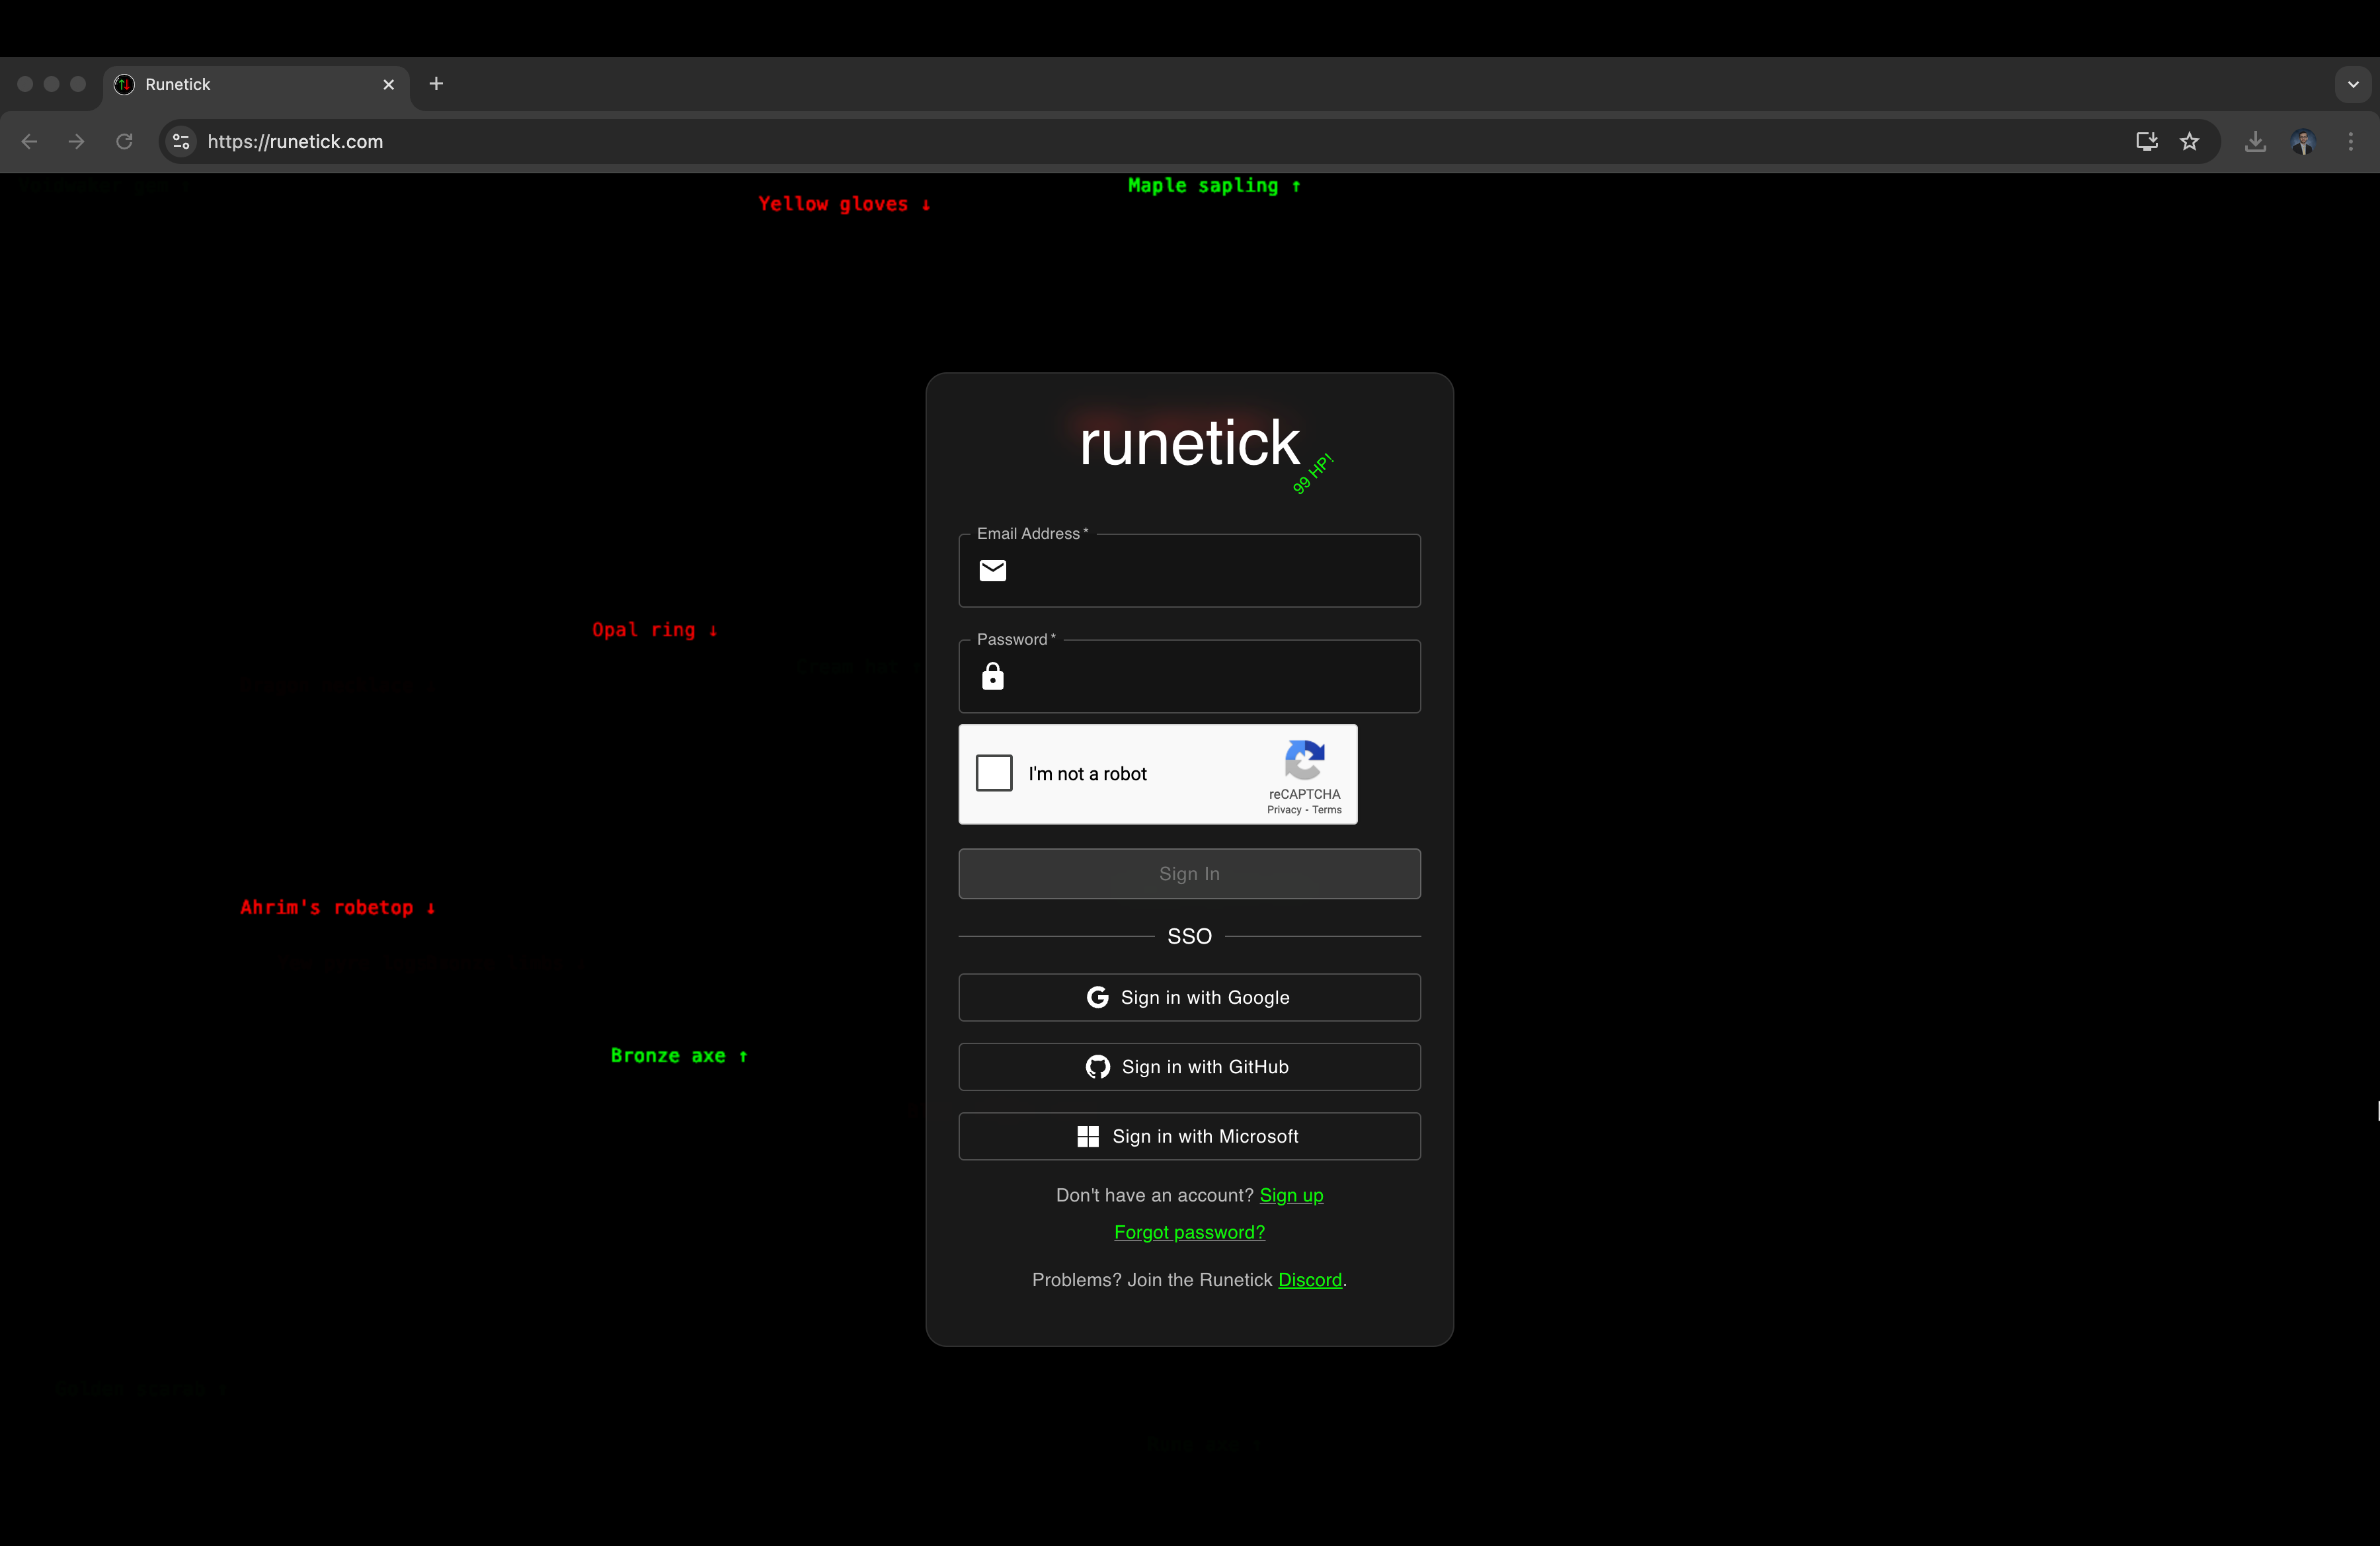 Runetick
https://runetick.com
Maple sapling ↑
Yellow gloves ↓
runetick
99 HP!
Email Address *
Opal ring ↓
Password *
I'm not a robot
reCAPTCHA
Privacy - Terms
Sign In
Ahrim's robetop ↓
SSO
Sign in with Google
Bronze axe ↑
Sign in with GitHub
Sign in with Microsoft
Don't have an account? Sign up
Forgot password?
Problems? Join the Runetick Discord.